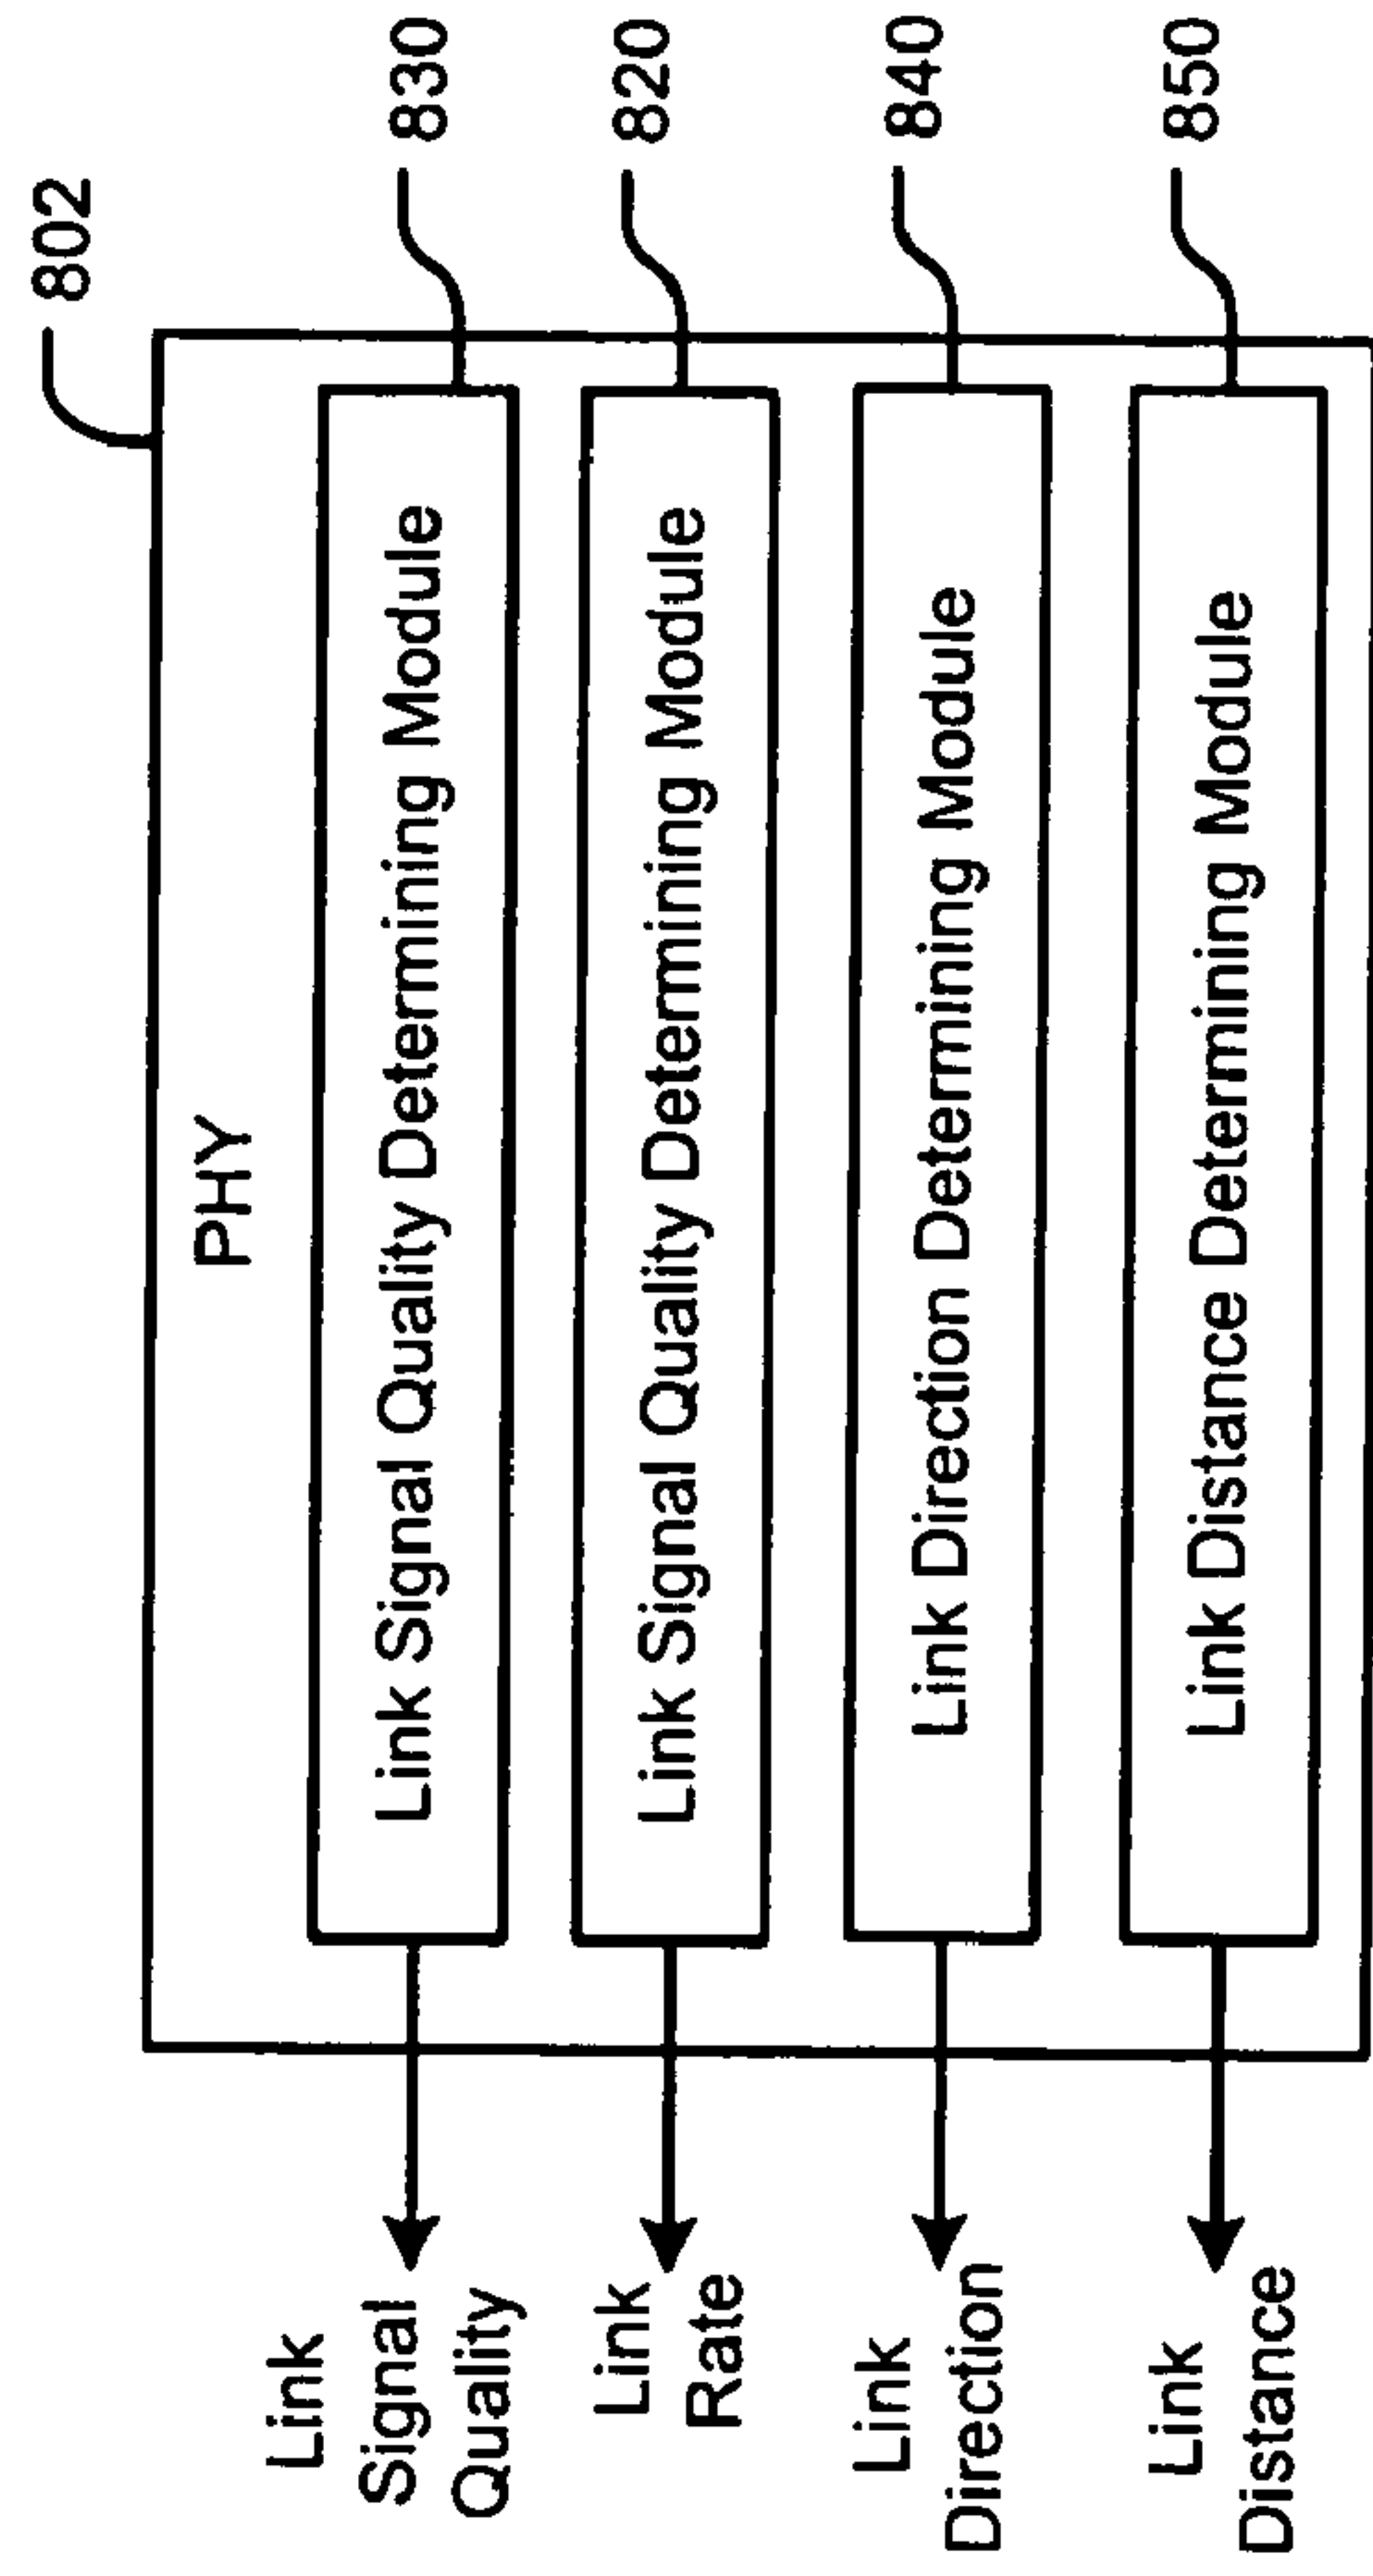 802
PHY
Link Signal Quality Determining Module
830
Link
Signal
Quality
Link Signal Quality Determining Module
820
Link
Rate
Link Direction Determining Module
840
Link
Direction
Link Distance Determining Module
850
Link
Distance